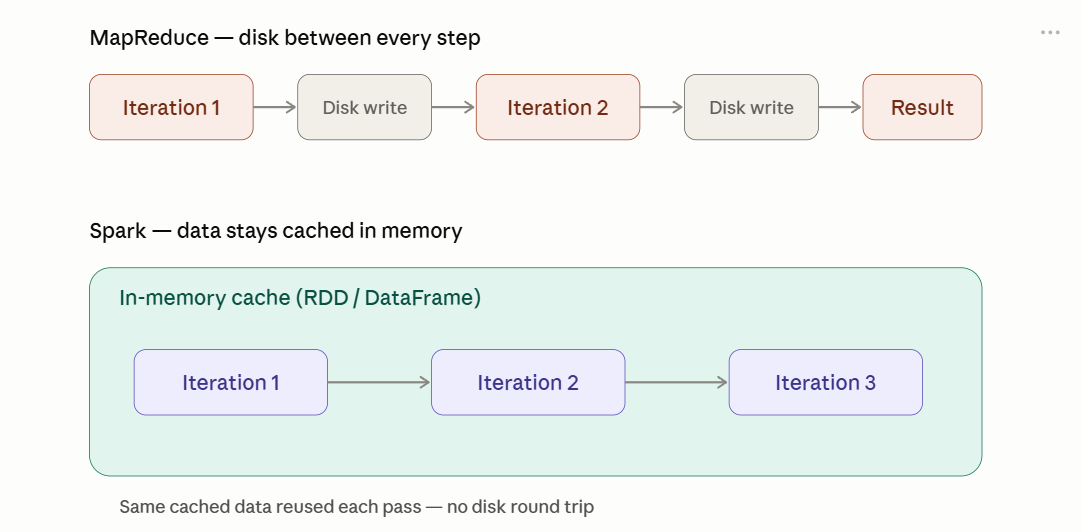 MapReduce — disk between every step
Iteration 1
Disk write
Iteration 2
Disk write
Result
Spark — data stays cached in memory
In-memory cache (RDD / DataFrame)
Iteration 1
Iteration 2
Iteration 3
Same cached data reused each pass — no disk round trip